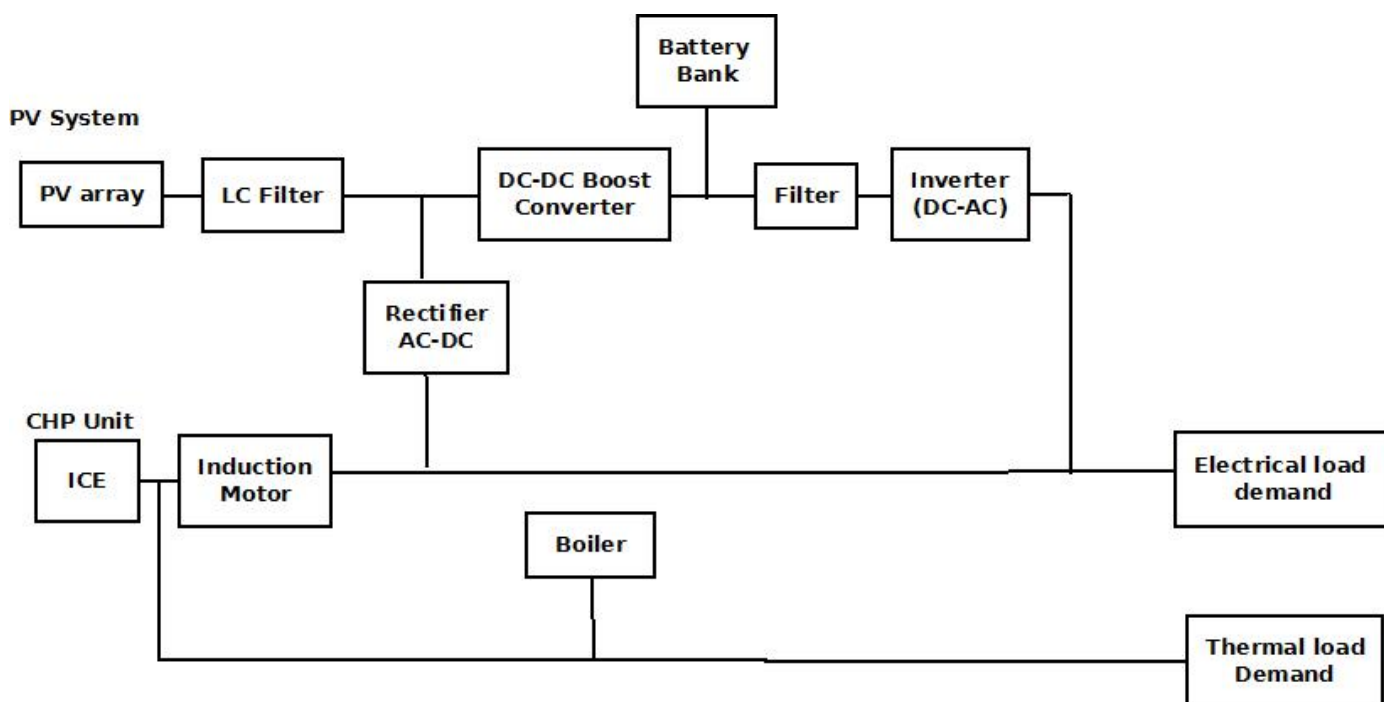 Battery
Bank
PV System
PV array
LC Filter
DC-DC Boost
Converter
Filter
Inverter
(DC-AC)
Rectifier
AC-DC
CHP Unit
ICE
Induction
Motor
Electrical load
demand
Boiler
Thermal load
Demand